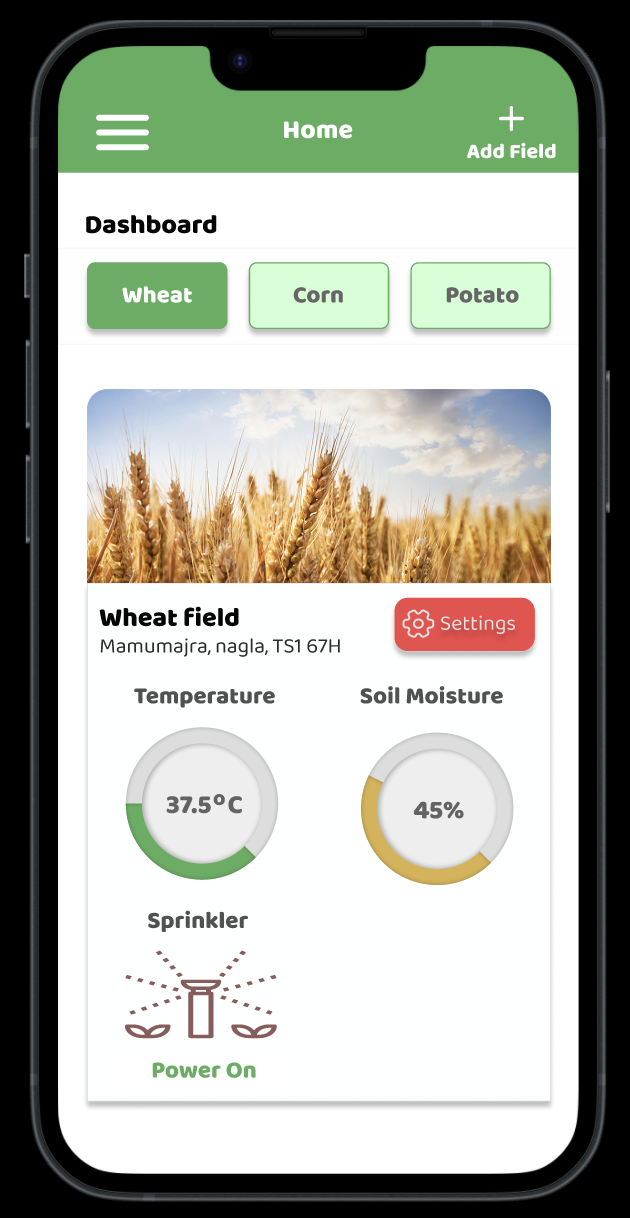 Home
Add Field
Dashboard
Wheat
Corn
Potato
Wheat field
Mamumajra, nagla, TS1 67H
Settings
Temperature
Soil Moisture
37.5°C
45%
Sprinkler
Power On